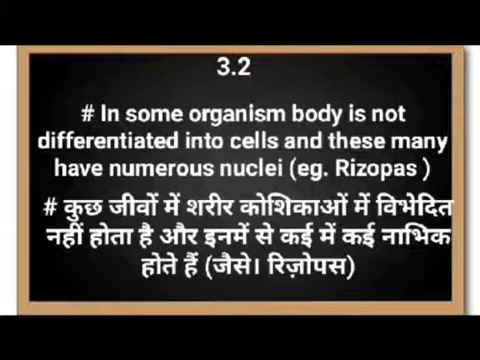 3.2
# In some organism body is not
differentiated into cells and these many
have numerous nuclei (eg. Rizopas )
# कुछ जीवों में शरीर कोशिकाओं में विभेदित
नहीं होता है और इनमें से कई में कई नाभिक
होते हैं (जैसे। रिज़ोपस)